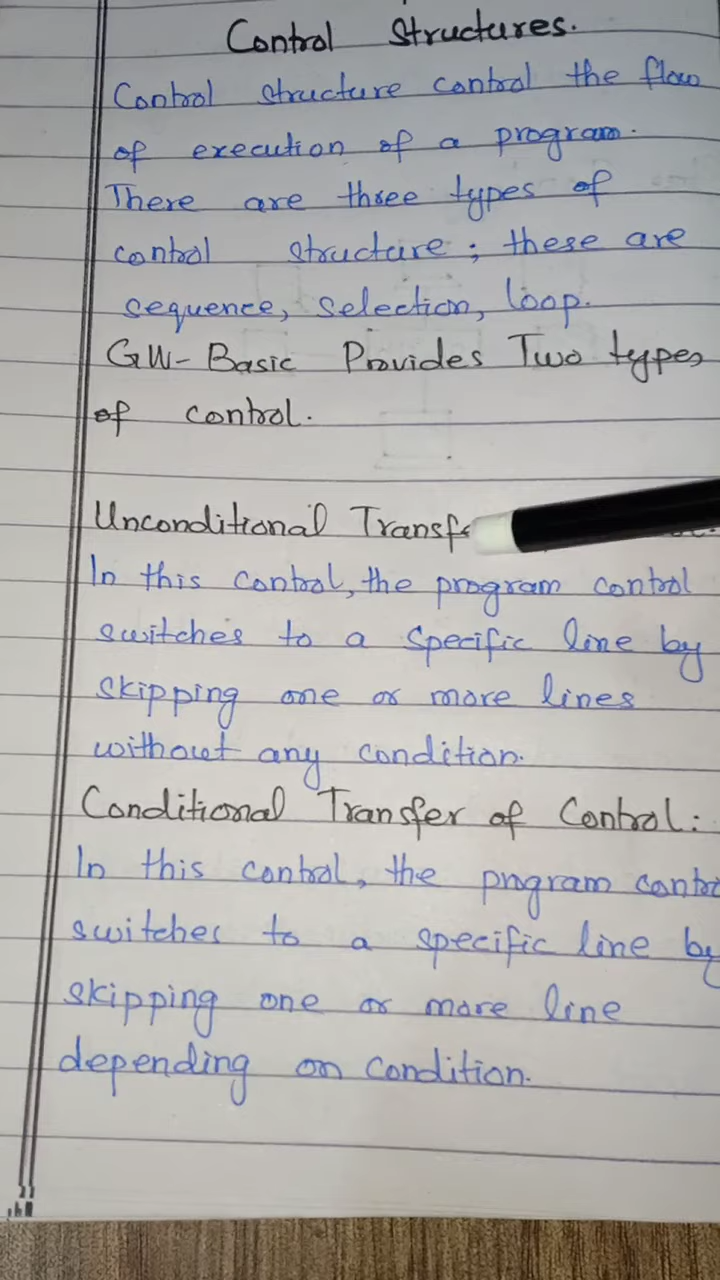 Control Structures.
Control structure control the flow
of execution of a program.
There are three types of
control structure; these are
sequence, selection, loop.
GW-Basic Provides Two types
of control.
Unconditional Transfe
In this control, the program control
switches to a specific line by
skipping one or more lines
without any condition.
Conditional Transfer of Control:
In this control, the program contro
switches to a specific line by
skipping one or more line
depending on condition.